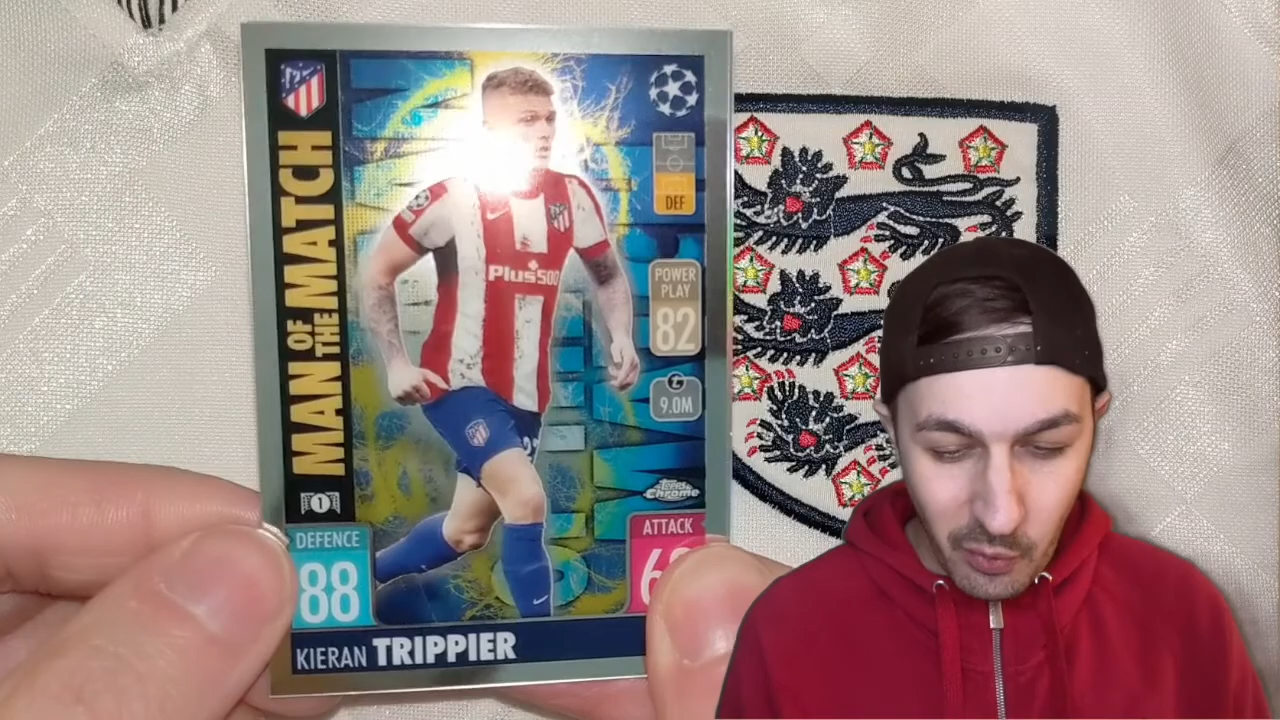 MAN OF THE MATCH
1
DEF
POWER
PLAY
82
9.0M
Plus500
Topps
Chrome
DEFENCE
88
ATTACK
KIERAN TRIPPIER